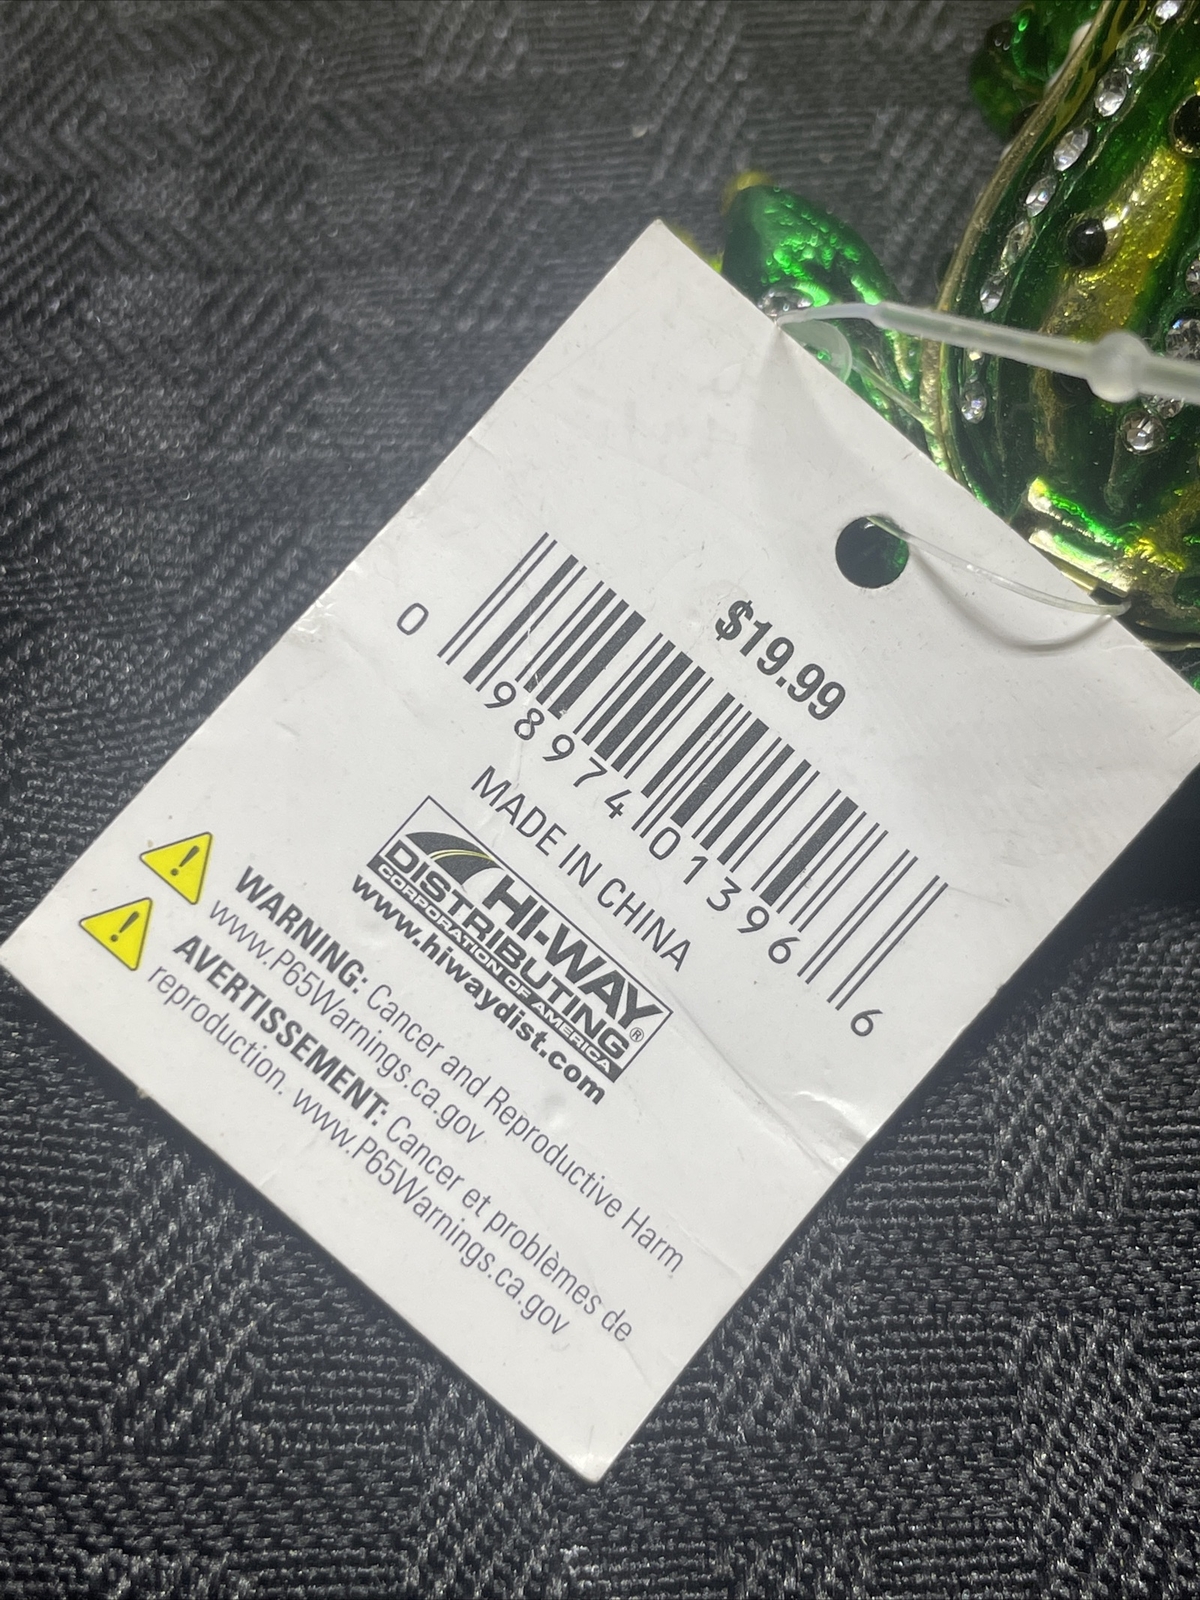 $19.99
0 98974 01396 6
MADE IN CHINA
HI-WAY
DISTRIBUTING®
CORPORATION OF AMERICA
www.hiwaydist.com
WARNING: Cancer and Reproductive Harm
www.P65Warnings.ca.gov
AVERTISSEMENT: Cancer et problèmes de
reproduction. www.P65Warnings.ca.gov